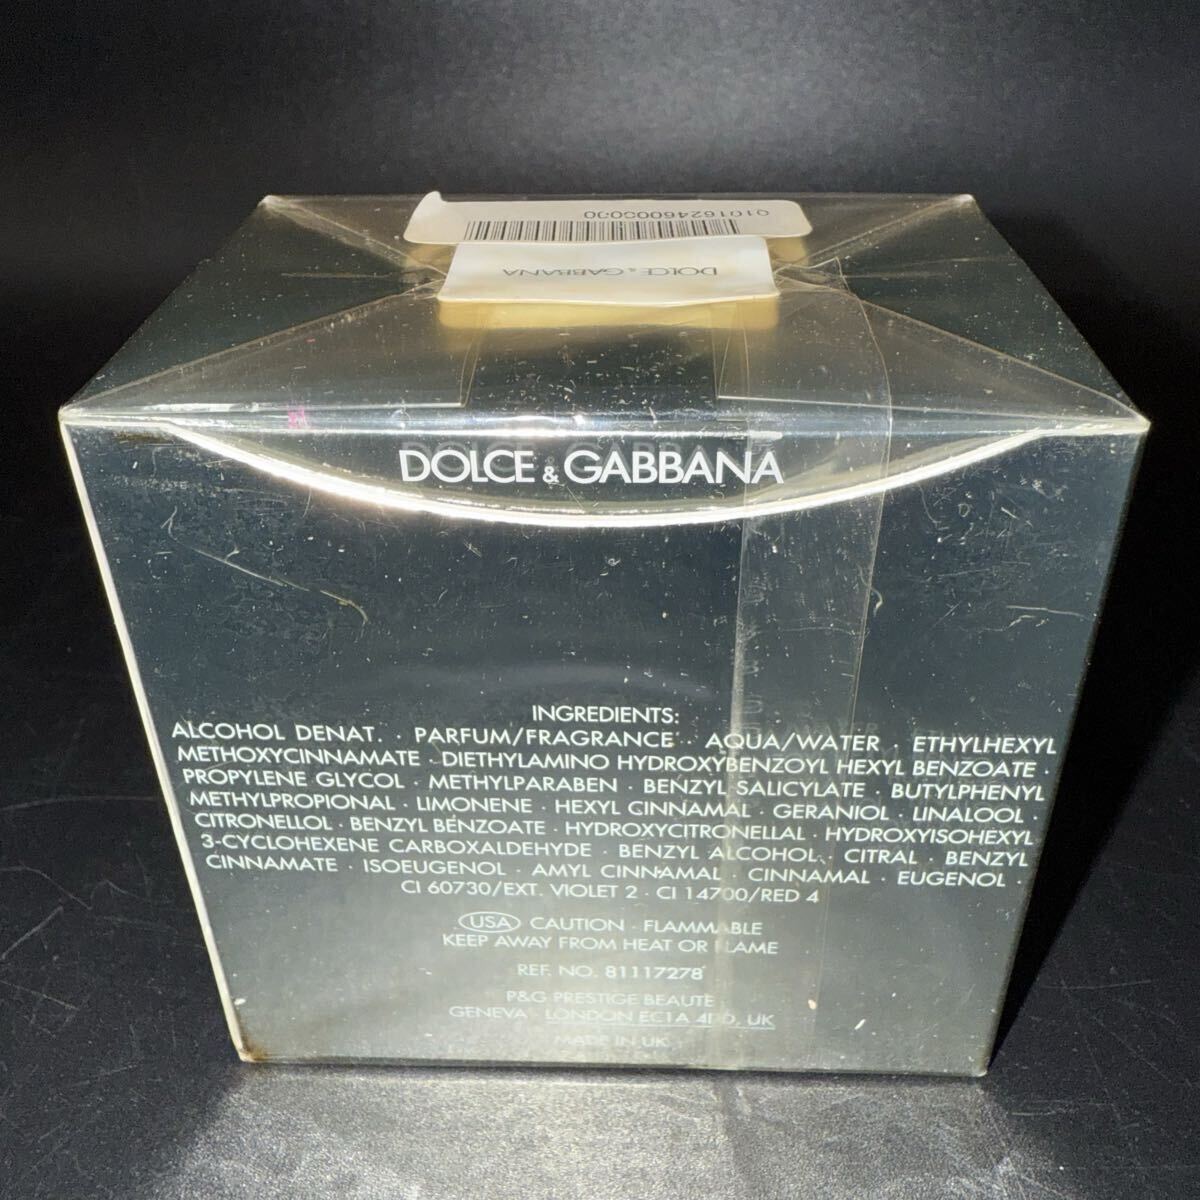 0101624600S000
DOLCE & GABBANA
DOLCE & GABBANA
INGREDIENTS:
ALCOHOL DENAT. · PARFUM/FRAGRANCE · AQUA/WATER · ETHYLHEXYL
METHOXYCINNAMATE · DIETHYLAMINO HYDROXYBENZOYL HEXYL BENZOATE ·
PROPYLENE GLYCOL · METHYLPARABEN · BENZYL SALICYLATE · BUTYLPHENYL
METHYLPROPIONAL · LIMONENE · HEXYL CINNAMAL · GERANIOL · LINALOOL ·
CITRONELLOL · BENZYL BENZOATE · HYDROXYCITRONELLAL · HYDROXYISOHEXYL
3-CYCLOHEXENE CARBOXALDEHYDE · BENZYL ALCOHOL · CITRAL · BENZYL
CINNAMATE · ISOEUGENOL · AMYL CINNAMAL · CINNAMAL · EUGENOL ·
CI 60730/EXT. VIOLET 2 · CI 14700/RED 4
USA CAUTION · FLAMMABLE
KEEP AWAY FROM HEAT OR FLAME
REF. NO. 81117278
P&G PRESTIGE BEAUTE
GENEVA · LONDON EC1A 4DD, UK
MADE IN UK